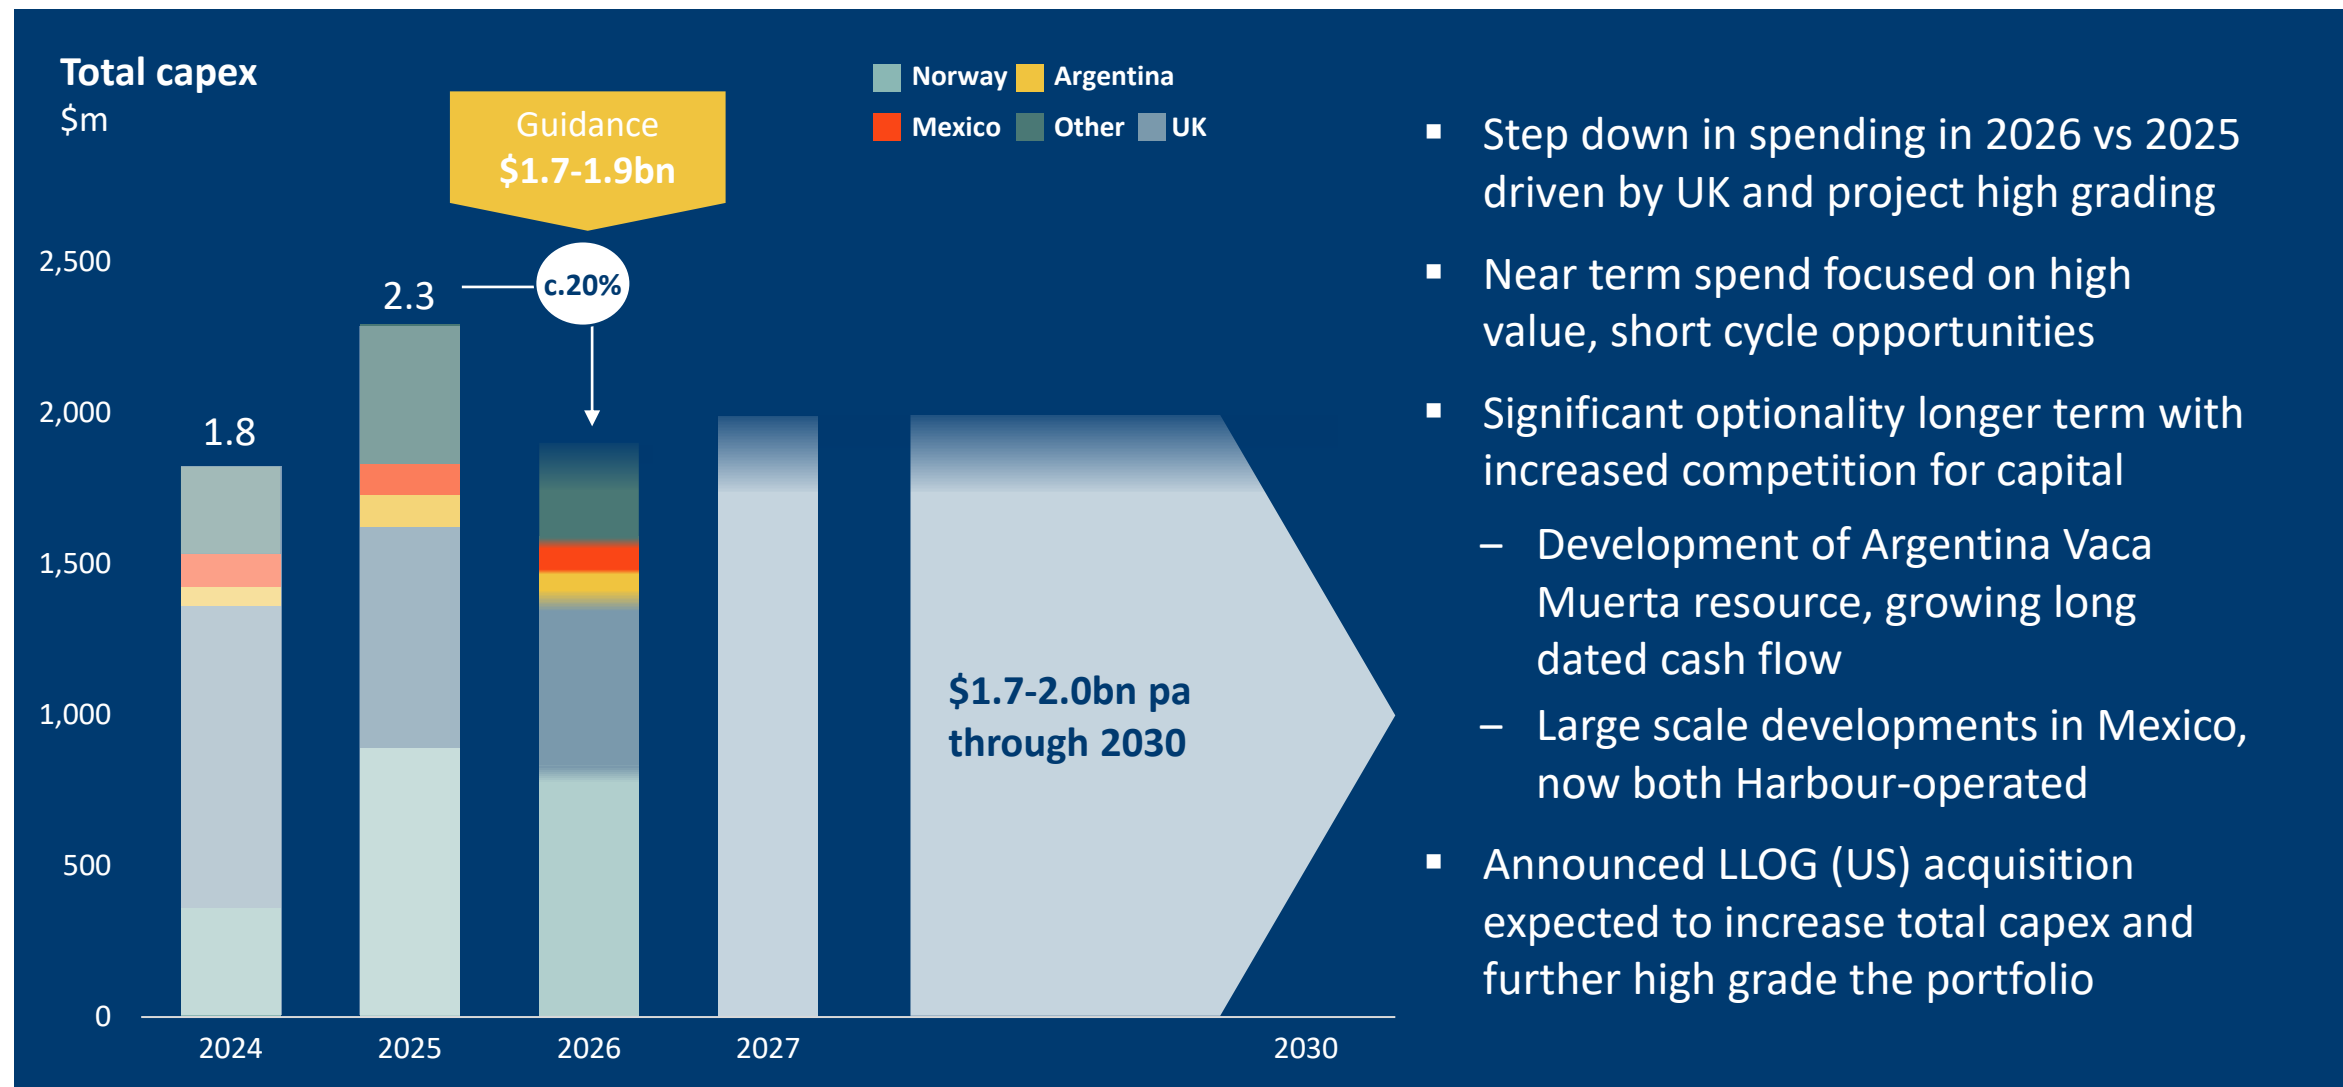 Total capex
$m
Norway
Argentina
Mexico
Other
UK
Guidance
$1.7-1.9bn
2,500
2,000
1,500
1,000
500
0
1.8
2.3
c.20%
$1.7-2.0bn pa
through 2030
2024
2025
2026
2027
2030
▪ Step down in spending in 2026 vs 2025
driven by UK and project high grading
▪ Near term spend focused on high
value, short cycle opportunities
▪ Significant optionality longer term with
increased competition for capital
– Development of Argentina Vaca
Muerta resource, growing long
dated cash flow
– Large scale developments in Mexico,
now both Harbour-operated
▪ Announced LLOG (US) acquisition
expected to increase total capex and
further high grade the portfolio